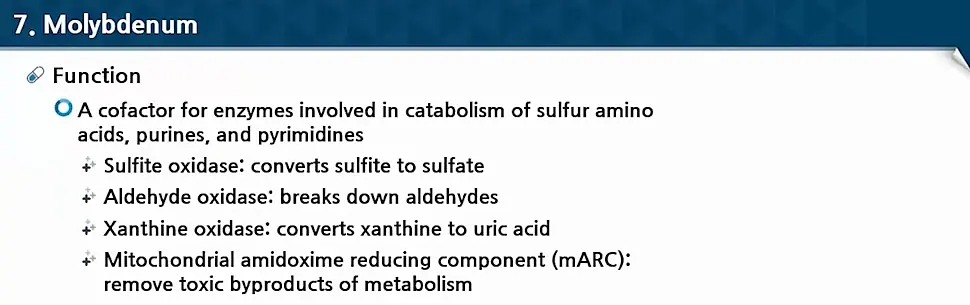 7. Molybdenum
Function
A cofactor for enzymes involved in catabolism of sulfur amino
acids, purines, and pyrimidines
Sulfite oxidase: converts sulfite to sulfate
Aldehyde oxidase: breaks down aldehydes
Xanthine oxidase: converts xanthine to uric acid
Mitochondrial amidoxime reducing component (mARC):
remove toxic byproducts of metabolism